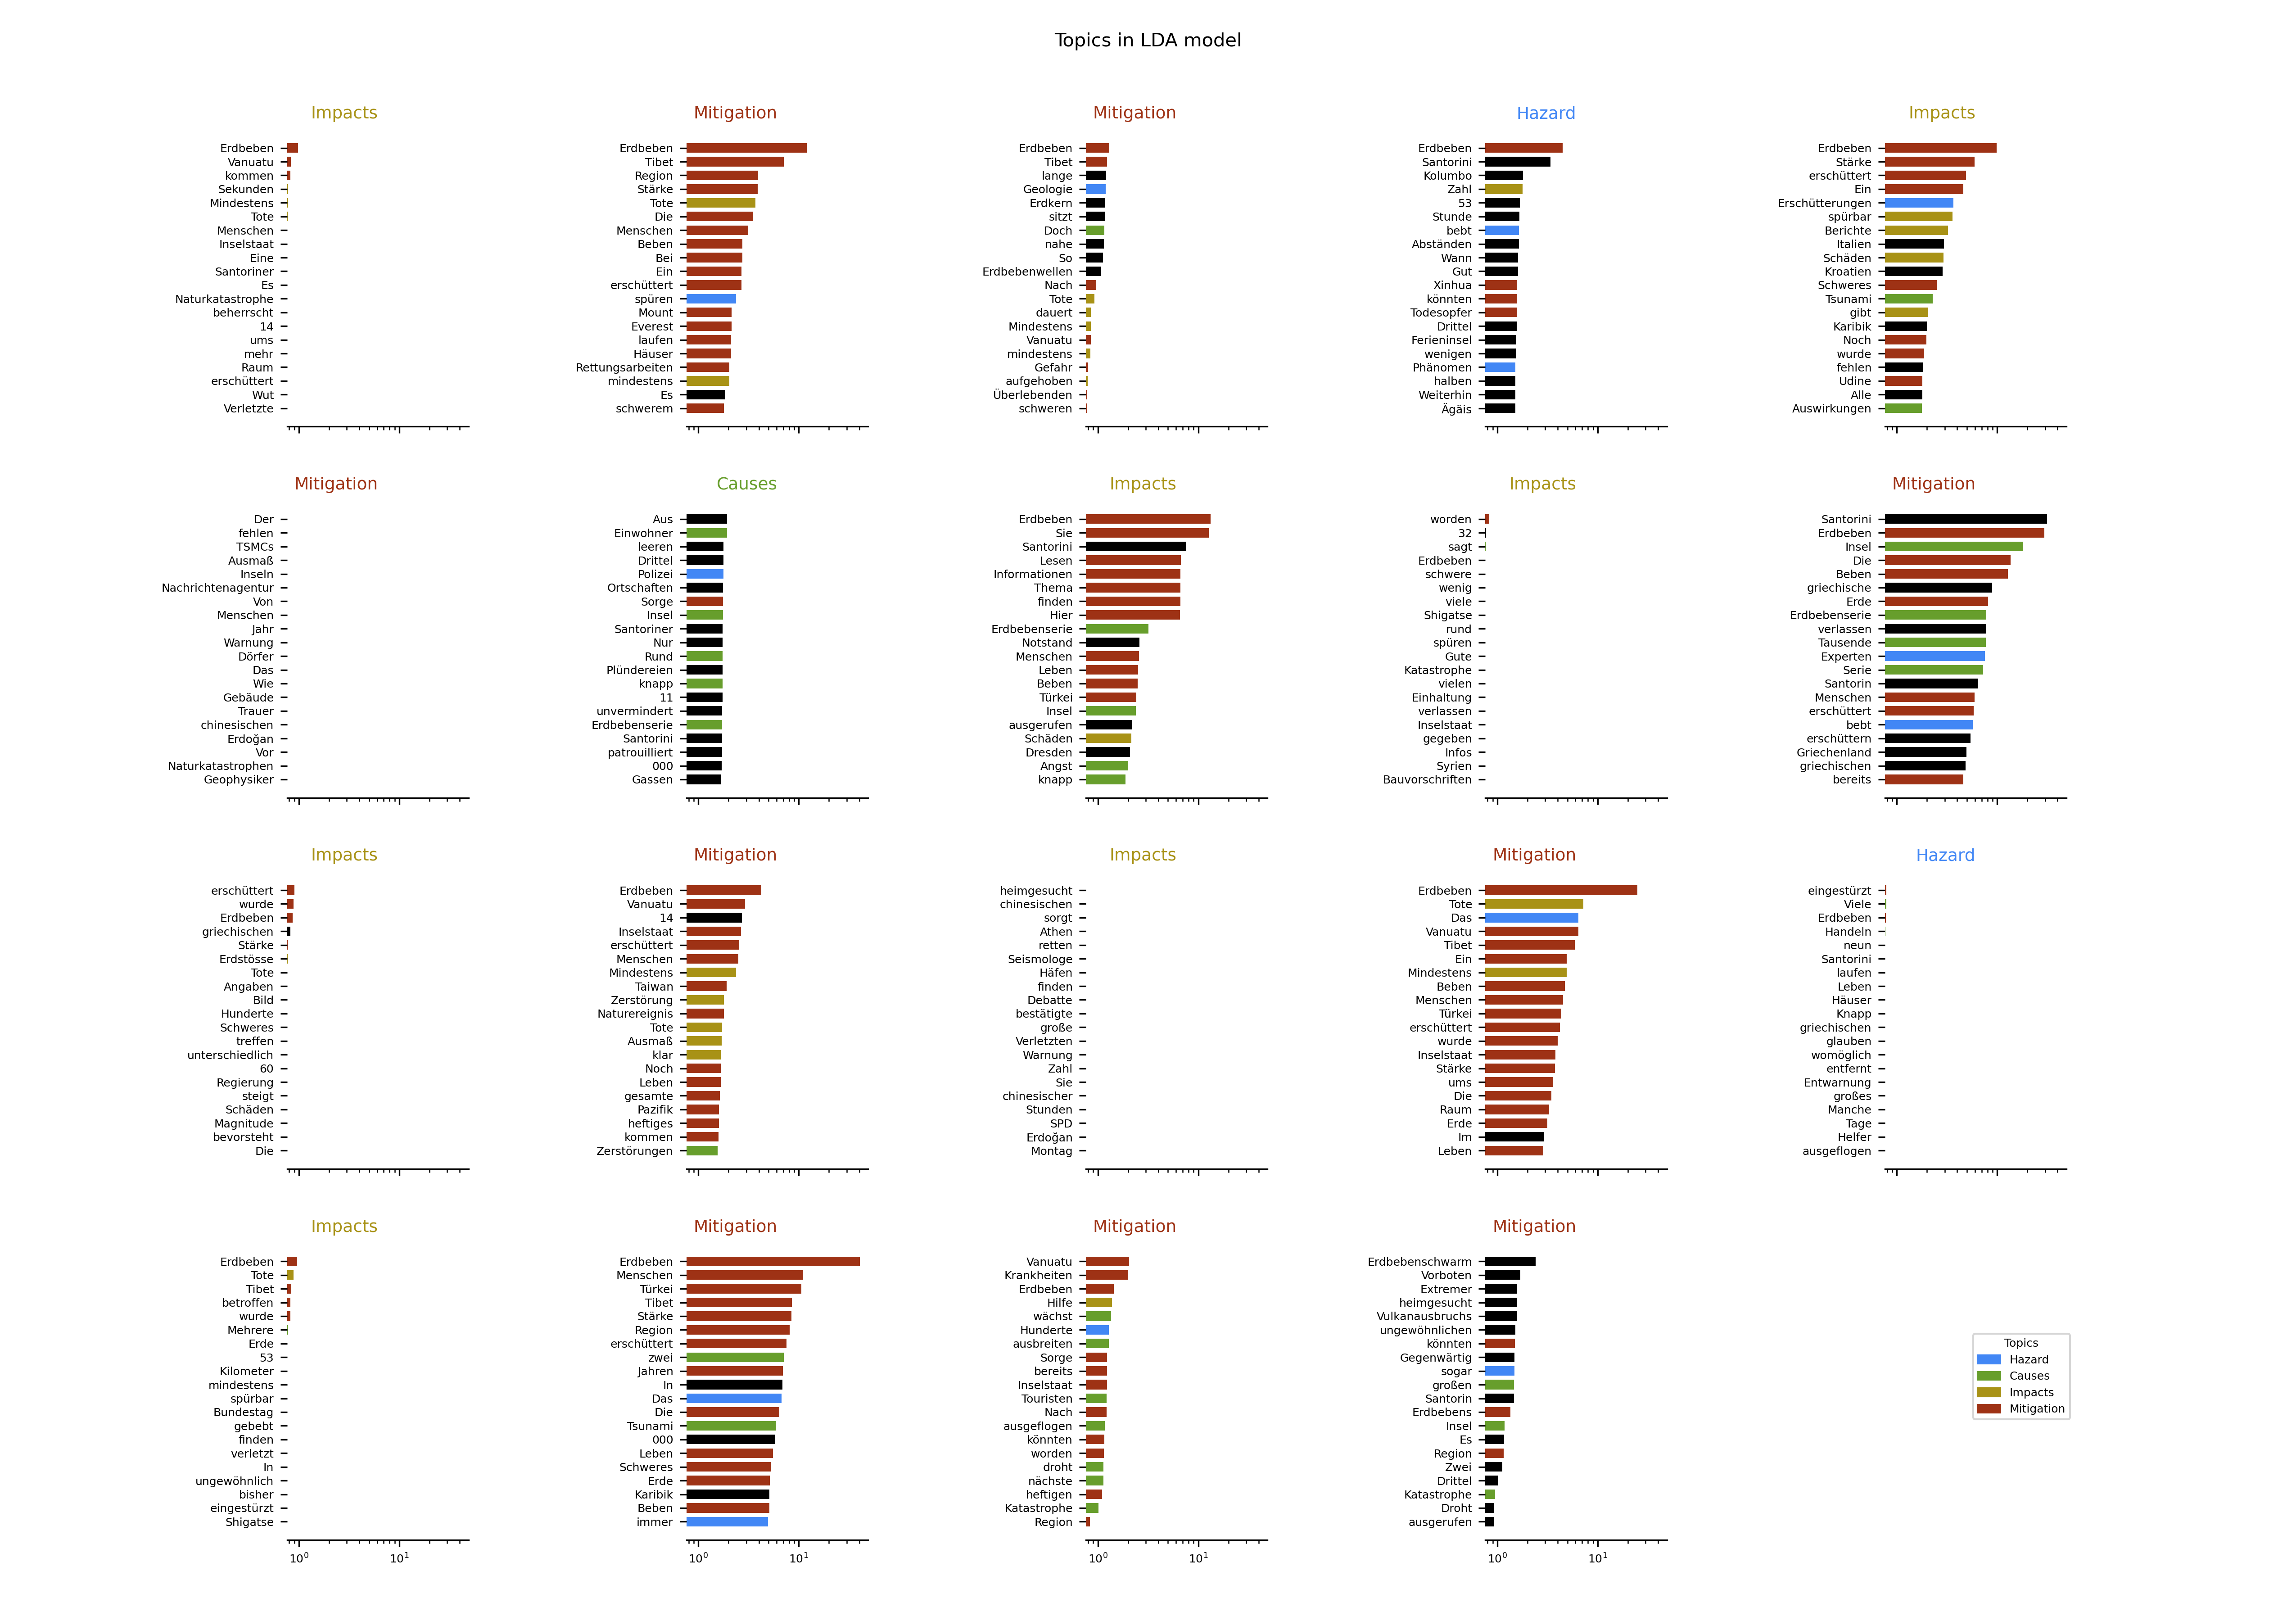 Topics in LDA model
Impacts
Erdbeben
Vanuatu
kommen
Sekunden
Mindestens
Tote
Menschen
Inselstaat
Eine
Santoriner
Es
Naturkatastrophe
beherrscht
14
ums
mehr
Raum
erschüttert
Wut
Verletzte
Mitigation
Erdbeben
Tibet
Region
Stärke
Tote
Die
Menschen
Beben
Bei
Ein
erschüttert
spüren
Mount
Everest
laufen
Häuser
Rettungsarbeiten
mindestens
Es
schwerem
Mitigation
Erdbeben
Tibet
lange
Geologie
Erdkern
sitzt
Doch
nahe
So
Erdbebenwellen
Nach
Tote
dauert
Mindestens
Vanuatu
mindestens
Gefahr
aufgehoben
Überlebenden
schweren
Hazard
Erdbeben
Santorini
Kolumbo
Zahl
53
Stunde
bebt
Abständen
Wann
Gut
Xinhua
könnten
Todesopfer
Drittel
Ferieninsel
wenigen
Phänomen
halben
Weiterhin
Ägäis
Impacts
Erdbeben
Stärke
erschüttert
Ein
Erschütterungen
spürbar
Berichte
Italien
Schäden
Kroatien
Schweres
Tsunami
gibt
Karibik
Noch
wurde
fehlen
Udine
Alle
Auswirkungen
Mitigation
Der
fehlen
TSMCs
Ausmaß
Inseln
Nachrichtenagentur
Von
Menschen
Jahr
Warnung
Dörfer
Das
Wie
Gebäude
Trauer
chinesischen
Erdoğan
Vor
Naturkatastrophen
Geophysiker
Causes
Aus
Einwohner
leeren
Drittel
Polizei
Ortschaften
Sorge
Insel
Santoriner
Nur
Rund
Plündereien
knapp
11
unvermindert
Erdbebenserie
Santorini
patrouilliert
000
Gassen
Impacts
Erdbeben
Sie
Santorini
Lesen
Informationen
Thema
finden
Hier
Erdbebenserie
Notstand
Menschen
Leben
Beben
Türkei
Insel
ausgerufen
Schäden
Dresden
Angst
knapp
Impacts
worden
32
sagt
Erdbeben
schwere
wenig
viele
Shigatse
rund
spüren
Gute
Katastrophe
vielen
Einhaltung
verlassen
Inselstaat
gegeben
Infos
Syrien
Bauvorschriften
Mitigation
Santorini
Erdbeben
Insel
Die
Beben
griechische
Erde
Erdbebenserie
verlassen
Tausende
Experten
Serie
Santorin
Menschen
erschüttert
bebt
erschüttern
Griechenland
griechischen
bereits
Impacts
erschüttert
wurde
Erdbeben
griechischen
Stärke
Erdstösse
Tote
Angaben
Bild
Hunderte
Schweres
treffen
unterschiedlich
60
Regierung
steigt
Schäden
Magnitude
bevorsteht
Die
Mitigation
Erdbeben
Vanuatu
14
Inselstaat
erschüttert
Menschen
Mindestens
Taiwan
Zerstörung
Naturereignis
Tote
Ausmaß
klar
Noch
Leben
gesamte
Pazifik
heftiges
kommen
Zerstörungen
Impacts
heimgesucht
chinesischen
sorgt
Athen
retten
Seismologe
Häfen
finden
Debatte
bestätigte
große
Verletzten
Warnung
Zahl
Sie
chinesischer
Stunden
SPD
Erdoğan
Montag
Mitigation
Erdbeben
Tote
Das
Vanuatu
Tibet
Ein
Mindestens
Beben
Menschen
Türkei
erschüttert
wurde
Inselstaat
Stärke
ums
Die
Raum
Erde
Im
Leben
Hazard
eingestürzt
Viele
Erdbeben
Handeln
neun
Santorini
laufen
Leben
Häuser
Knapp
griechischen
glauben
womöglich
entfernt
Entwarnung
großes
Manche
Tage
Helfer
ausgeflogen
Impacts
Erdbeben
Tote
Tibet
betroffen
wurde
Mehrere
Erde
53
Kilometer
mindestens
spürbar
Bundestag
gebebt
finden
verletzt
In
ungewöhnlich
bisher
eingestürzt
Shigatse
10⁰ 10¹
Mitigation
Erdbeben
Menschen
Türkei
Tibet
Stärke
Region
erschüttert
zwei
Jahren
In
Das
Die
Tsunami
000
Leben
Schweres
Erde
Karibik
Beben
immer
10⁰ 10¹
Mitigation
Vanuatu
Krankheiten
Erdbeben
Hilfe
wächst
Hunderte
ausbreiten
Sorge
bereits
Inselstaat
Touristen
Nach
ausgeflogen
könnten
worden
droht
nächste
heftigen
Katastrophe
Region
10⁰ 10¹
Mitigation
Erdbebenschwarm
Vorboten
Extremer
heimgesucht
Vulkanausbruchs
ungewöhnlichen
könnten
Gegenwärtig
sogar
großen
Santorin
Erdbebens
Insel
Es
Region
Zwei
Drittel
Katastrophe
Droht
ausgerufen
10⁰ 10¹
Topics
Hazard
Causes
Impacts
Mitigation